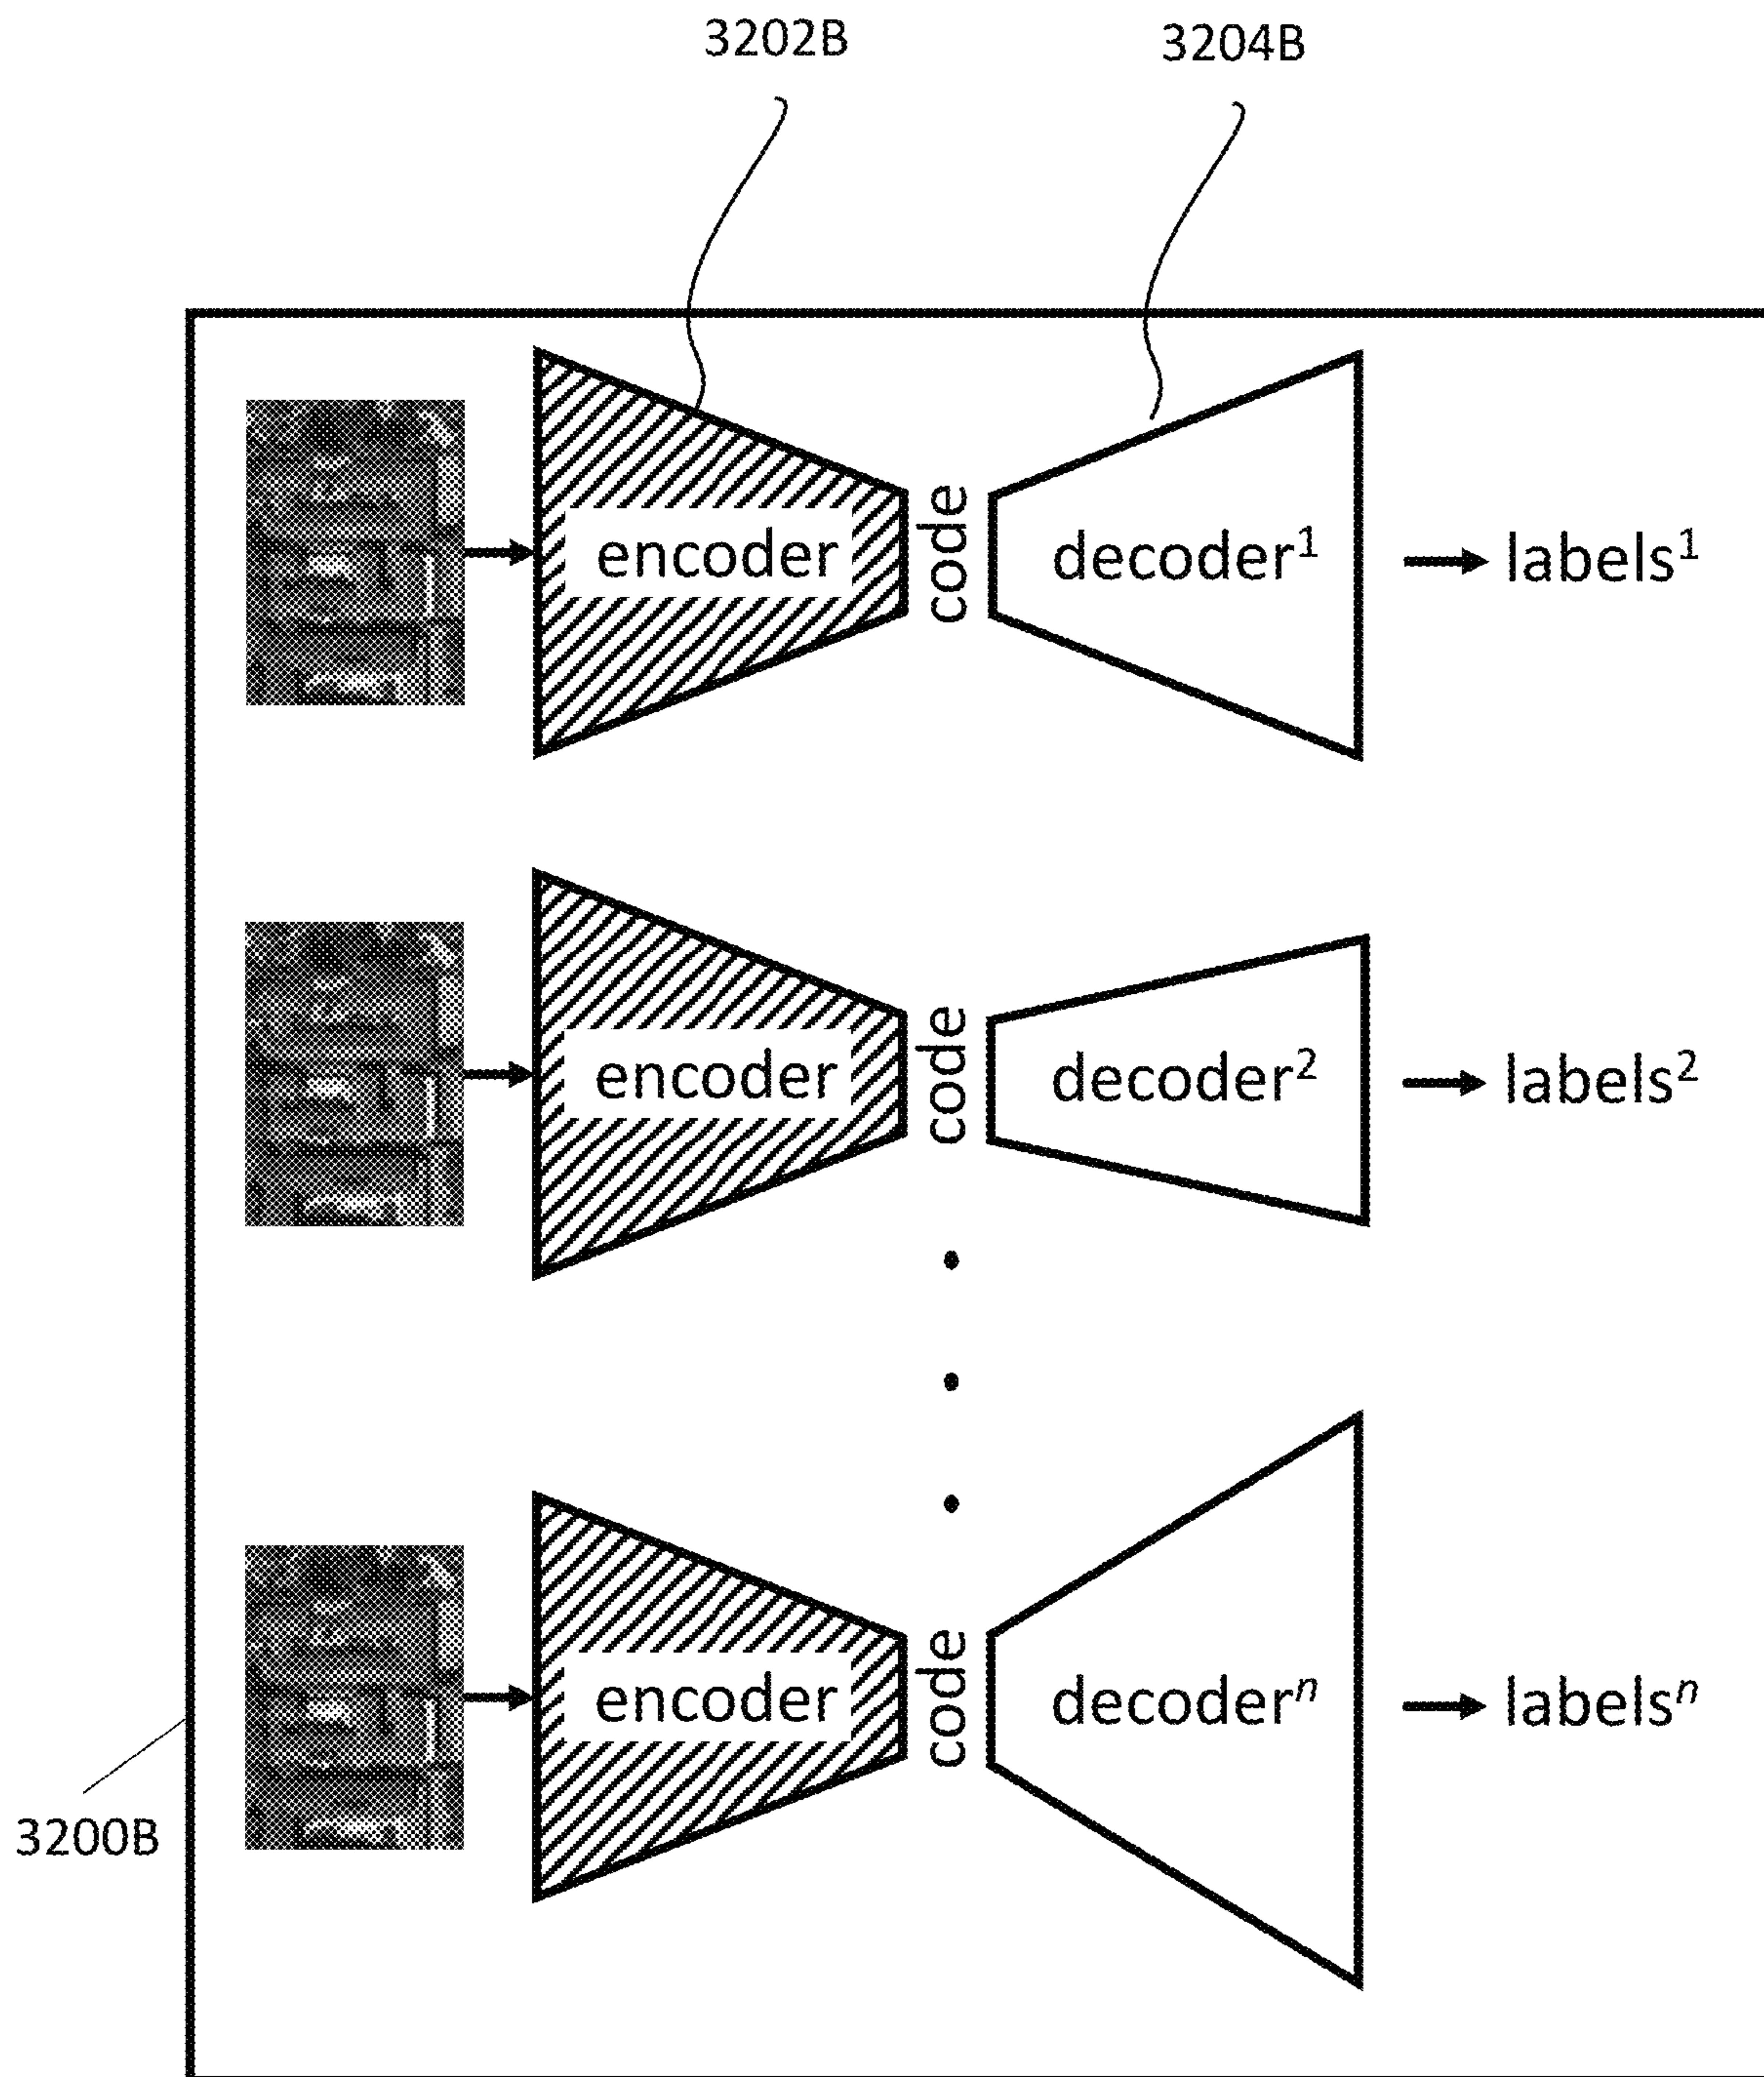 3202B
3204B
encoder
code
decoder¹
labels¹
encoder
code
decoder²
labels²
encoder
code
decoderⁿ
labelsⁿ
3200B